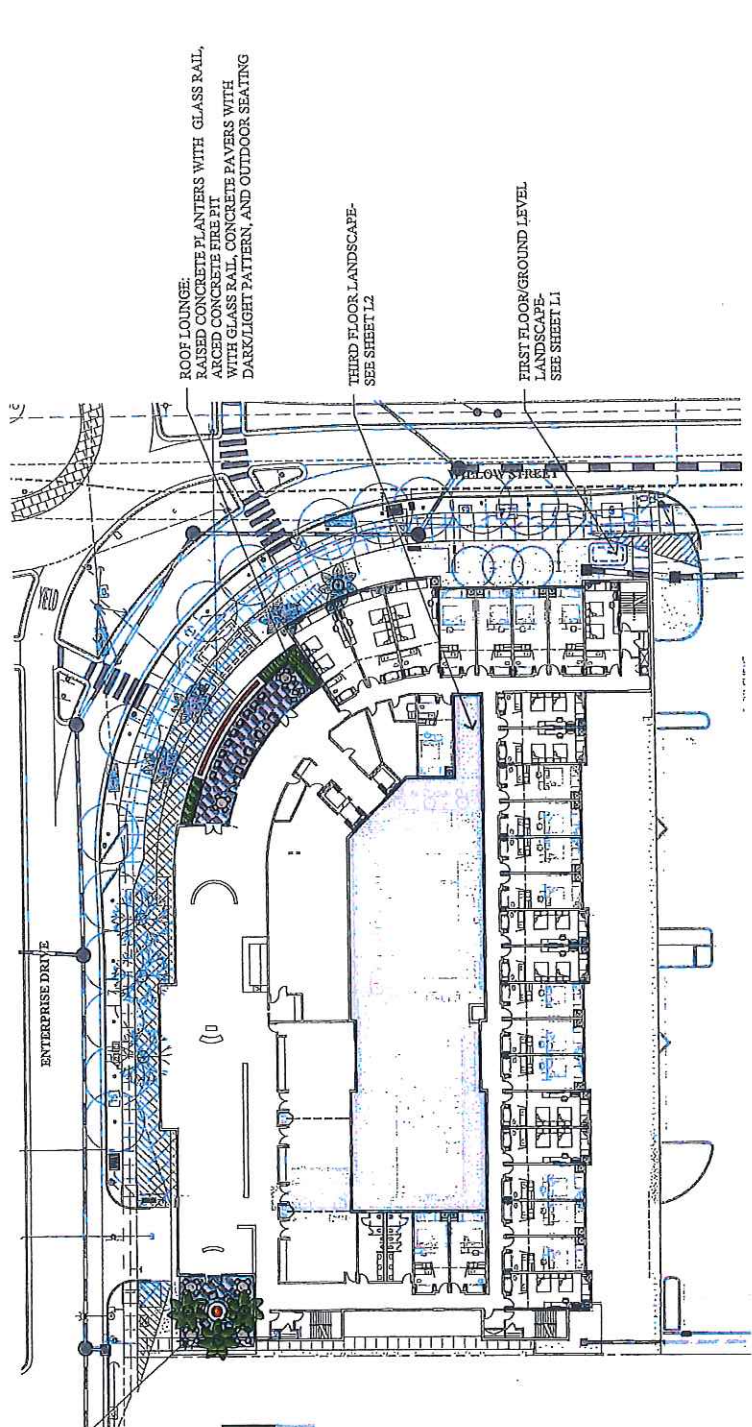 ROOF LOUNGE:
RAISED CONCRETE PLANTERS WITH GLASS RAIL,
ARCED CONCRETE FIRE PIT
WITH GLASS RAIL, CONCRETE PAVERS WITH
DARK/LIGHT PATTERN, AND OUTDOOR SEATING
THIRD FLOOR LANDSCAPE-
SEE SHEET L2
FIRST FLOOR/GROUND LEVEL
LANDSCAPE-
SEE SHEET L1
ENTERPRISE DRIVE
STREET